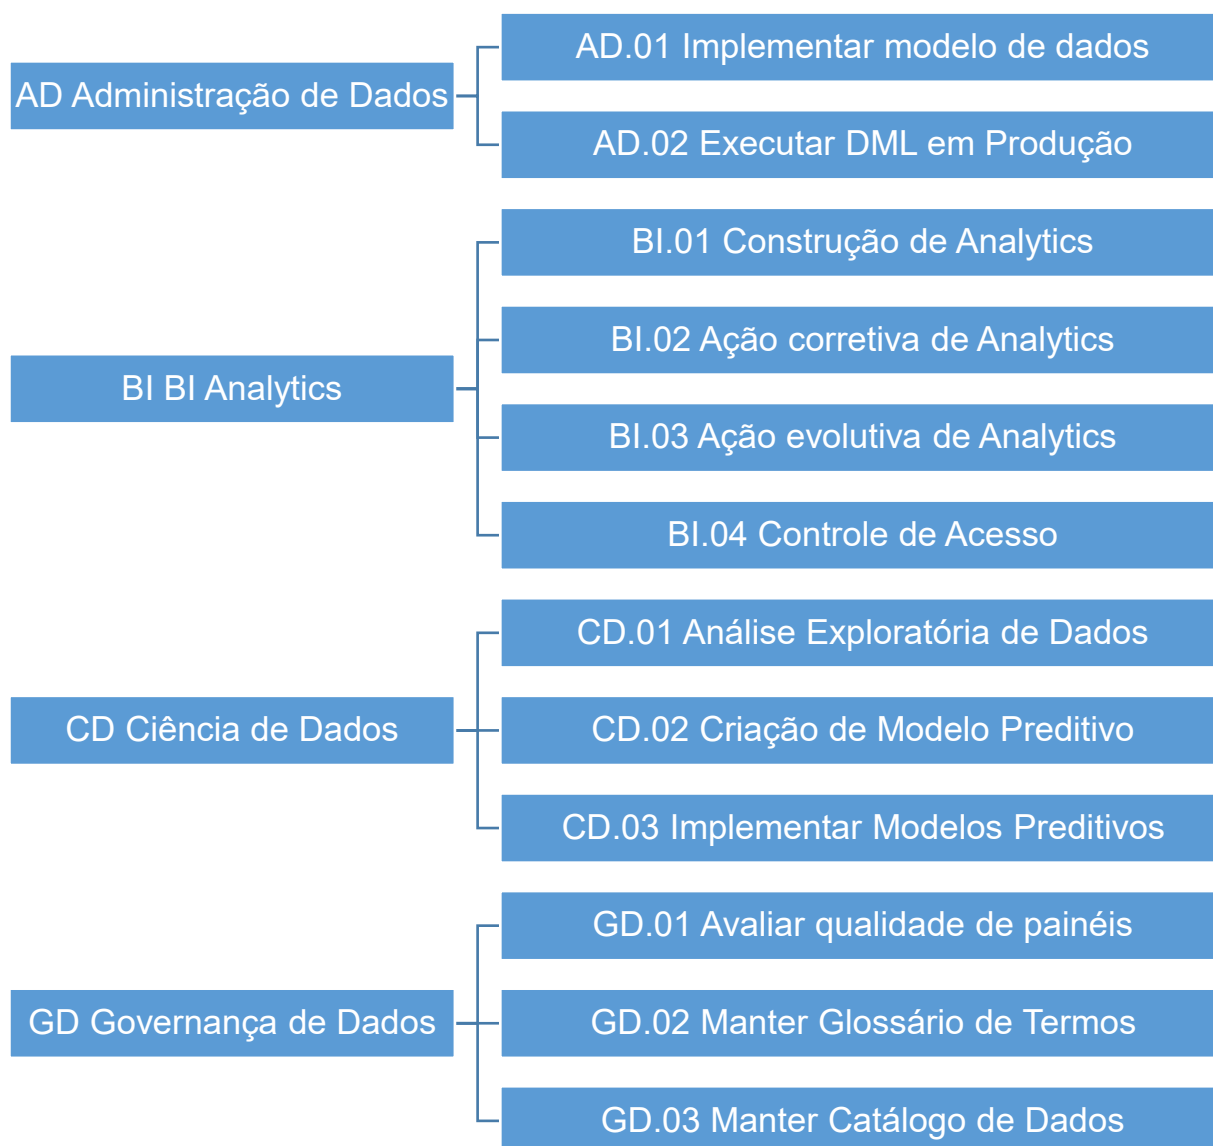 AD Administração de Dados
AD.01 Implementar modelo de dados
AD.02 Executar DML em Produção
BI BI Analytics
BI.01 Construção de Analytics
BI.02 Ação corretiva de Analytics
BI.03 Ação evolutiva de Analytics
BI.04 Controle de Acesso
CD Ciência de Dados
CD.01 Análise Exploratória de Dados
CD.02 Criação de Modelo Preditivo
CD.03 Implementar Modelos Preditivos
GD Governança de Dados
GD.01 Avaliar qualidade de painéis
GD.02 Manter Glossário de Termos
GD.03 Manter Catálogo de Dados